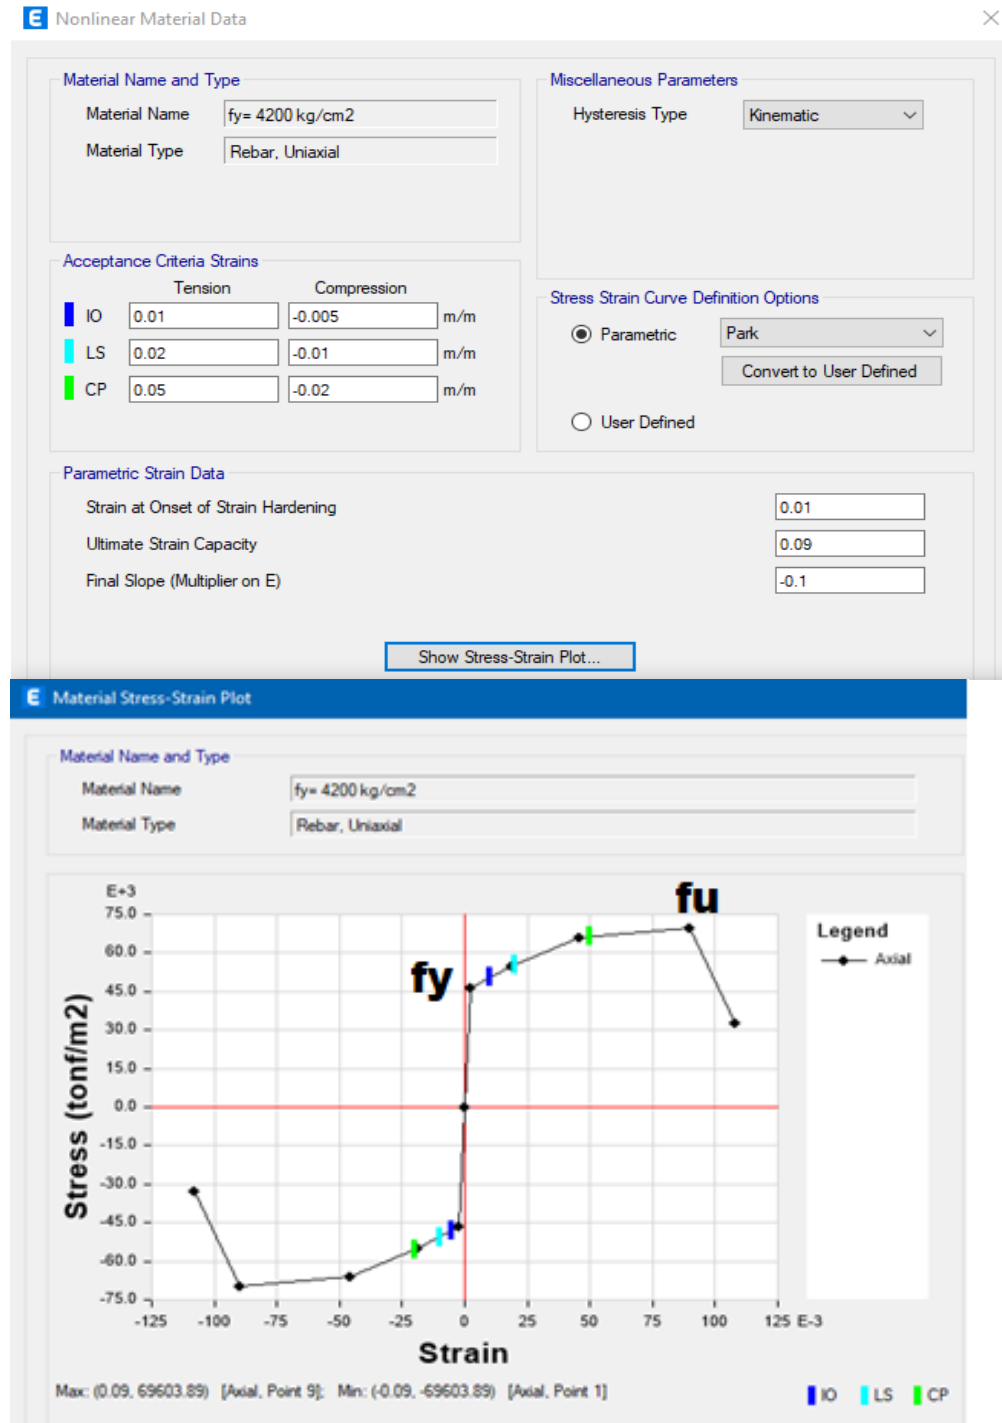 E Nonlinear Material Data
Material Name and Type
Material Name fy= 4200 kg/cm2
Material Type Rebar, Uniaxial
Miscellaneous Parameters
Hysteresis Type Kinematic
Acceptance Criteria Strains
Tension Compression
IO 0.01 -0.005 m/m
LS 0.02 -0.01 m/m
CP 0.05 -0.02 m/m
Stress Strain Curve Definition Options
Parametric Park
Convert to User Defined
User Defined
Parametric Strain Data
Strain at Onset of Strain Hardening 0.01
Ultimate Strain Capacity 0.09
Final Slope (Multiplier on E) -0.1
Show Stress-Strain Plot...
E Material Stress-Strain Plot
Material Name and Type
Material Name fy= 4200 kg/cm2
Material Type Rebar, Uniaxial
E+3
75.0
60.0
45.0
30.0
15.0
0.0
-15.0
-30.0
-45.0
-60.0
-75.0
Stress (tonf/m2)
fy
fu
Legend
Axial
-125 -100 -75 -50 -25 0 25 50 75 100 125 E-3
Strain
Max: (0.09, 69603.89) [Axial, Point 9]; Min: (-0.09, -69603.89) [Axial, Point 1]
IO LS CP